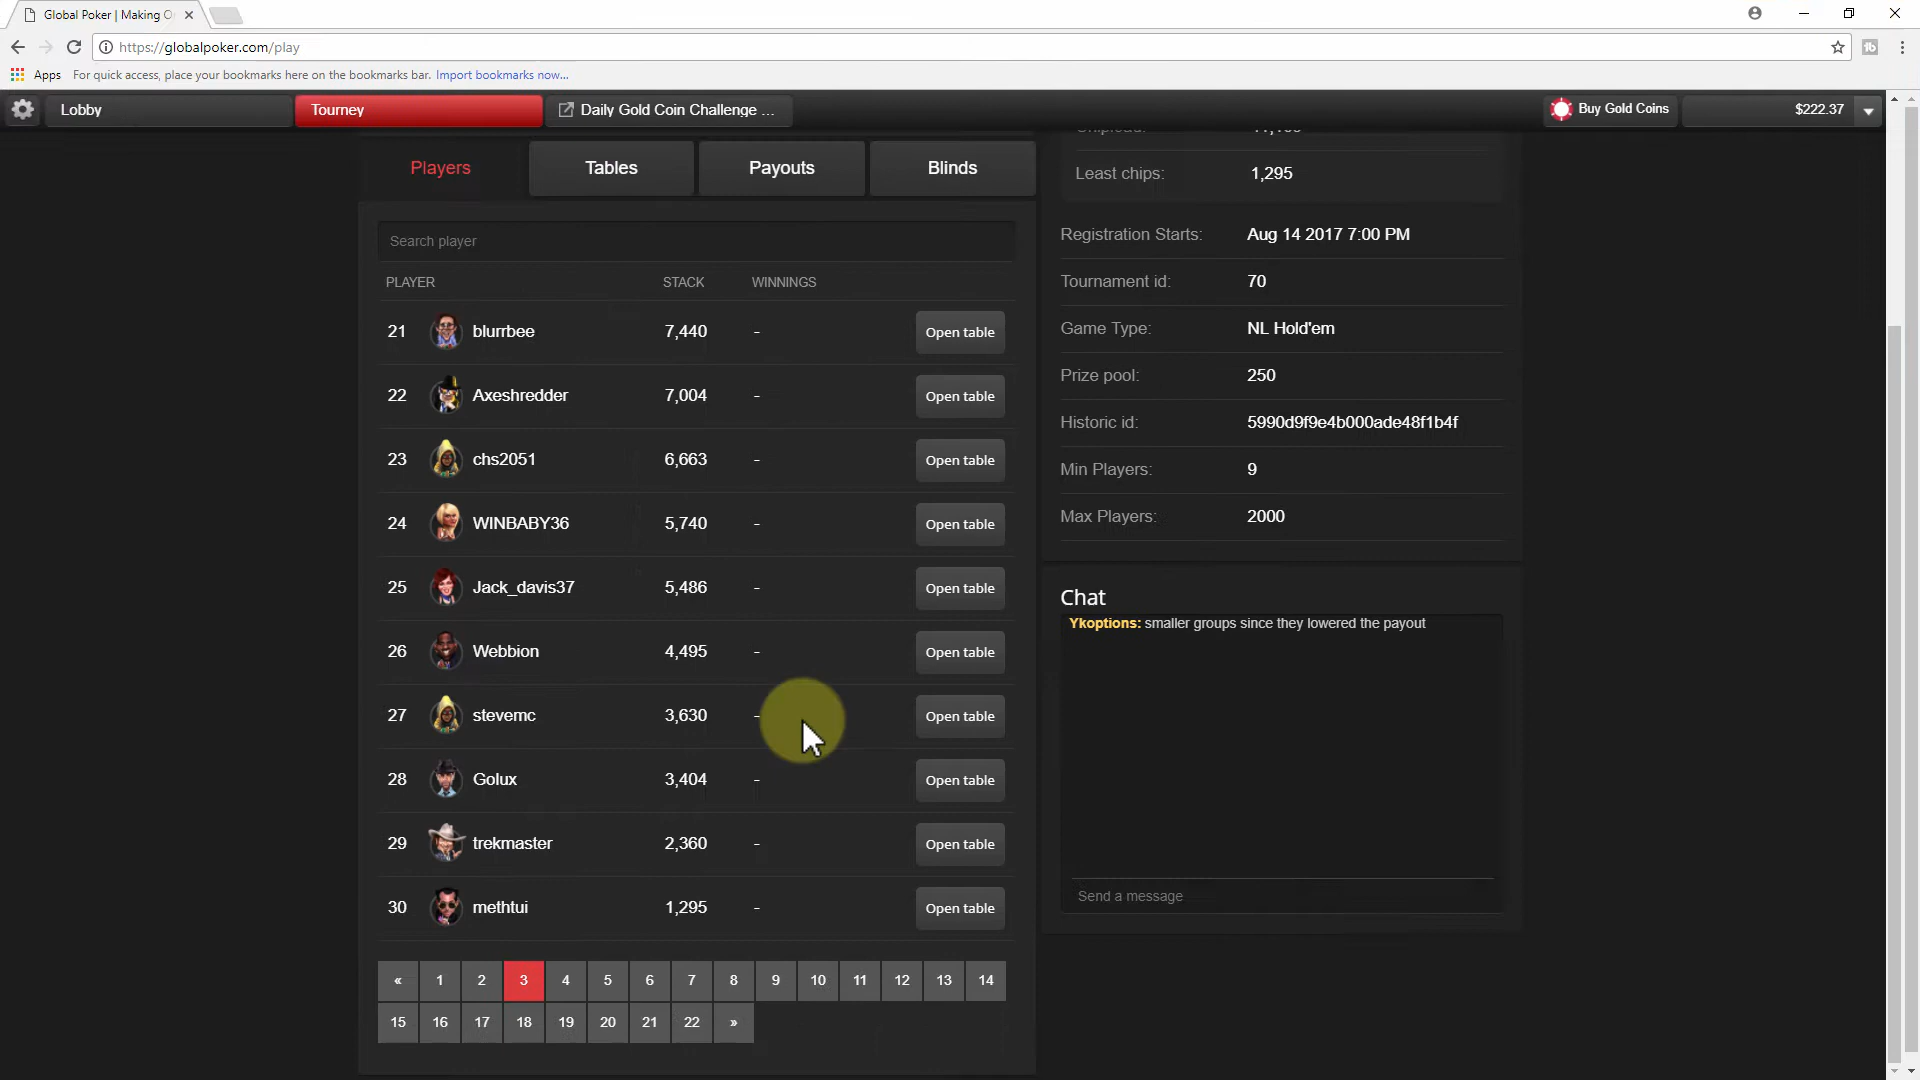 Global Poker | Making O
https://globalpoker.com/play
Apps For quick access, place your bookmarks here on the bookmarks bar. Import bookmarks now...
Lobby
Tourney
Daily Gold Coin Challenge ...
Buy Gold Coins
$222.37
Players
Tables
Payouts
Blinds
Search player
PLAYER STACK WINNINGS
21 blurrbee 7,440 - Open table
22 Axeshredder 7,004 - Open table
23 chs2051 6,663 - Open table
24 WINBABY36 5,740 - Open table
25 Jack_davis37 5,486 - Open table
26 Webbion 4,495 - Open table
27 stevemc 3,630 - Open table
28 Golux 3,404 - Open table
29 trekmaster 2,360 - Open table
30 methtui 1,295 - Open table
« 1 2 3 4 5 6 7 8 9 10 11 12 13 14
15 16 17 18 19 20 21 22 »
Least chips: 1,295
Registration Starts: Aug 14 2017 7:00 PM
Tournament id: 70
Game Type: NL Hold'em
Prize pool: 250
Historic id: 5990d9f9e4b000ade48f1b4f
Min Players: 9
Max Players: 2000
Chat
Ykoptions: smaller groups since they lowered the payout
Send a message